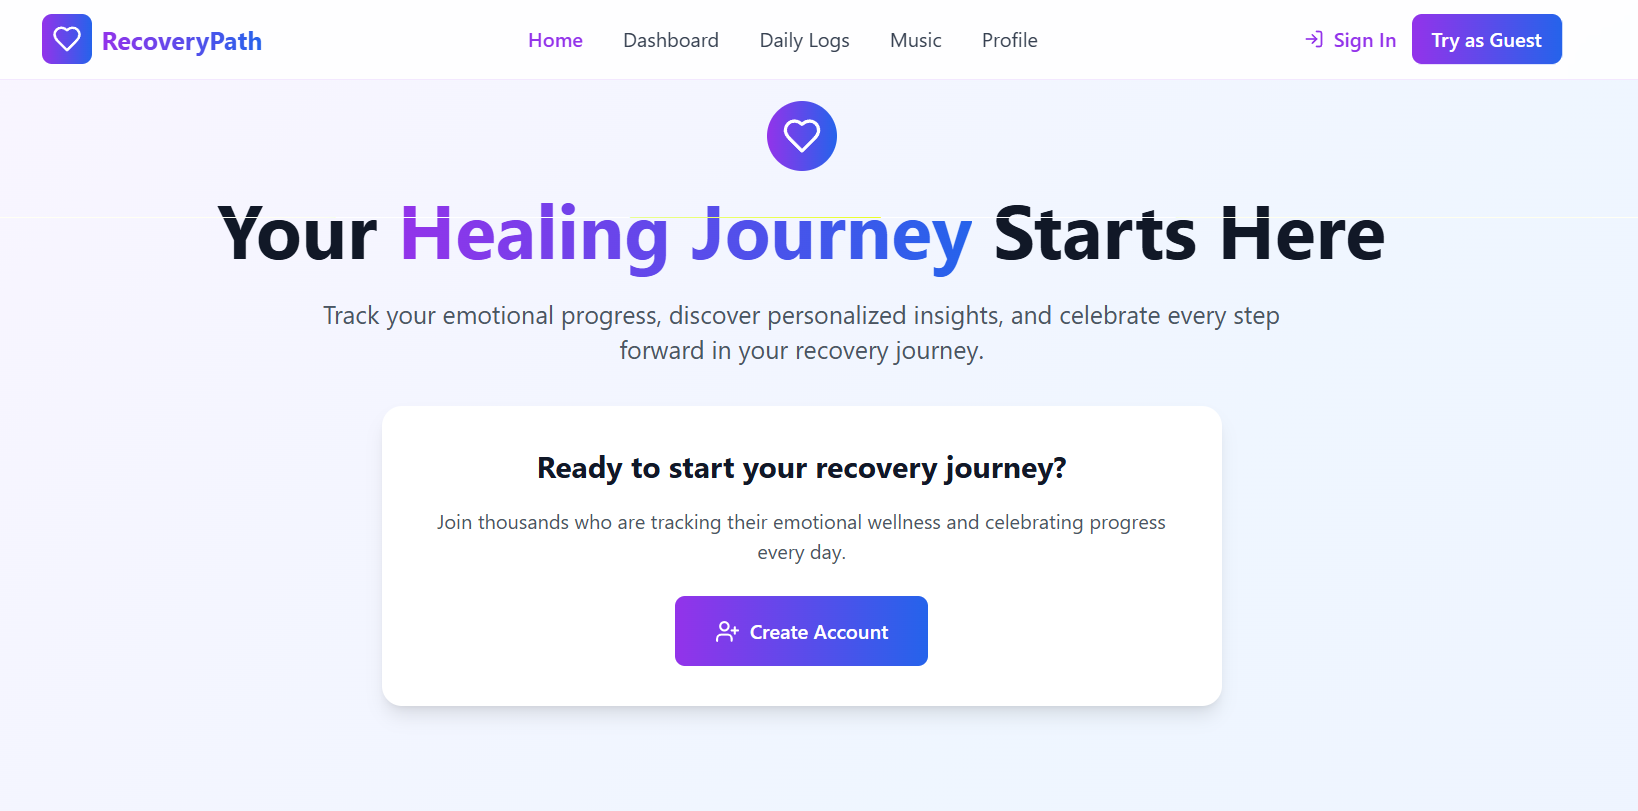 RecoveryPath
Home
Dashboard
Daily Logs
Music
Profile
Sign In
Try as Guest
Your Healing Journey Starts Here
Track your emotional progress, discover personalized insights, and celebrate every step
forward in your recovery journey.
Ready to start your recovery journey?
Join thousands who are tracking their emotional wellness and celebrating progress
every day.
Create Account